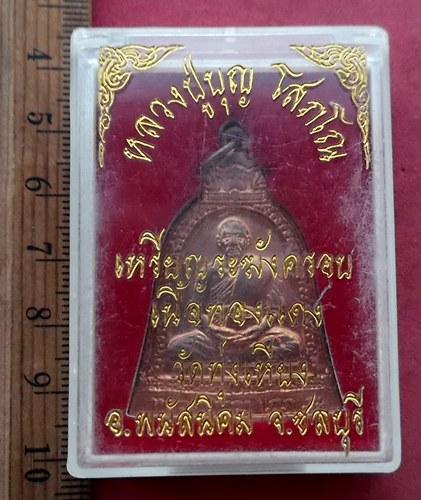 หลวงปู่บุญ โสภโณ
เหรียญระฆังครอบ
เนื้อทองแดง
วัดทุ่งเหียง
อ.พนัสนิคม จ.ชลบุรี
4
5
6
7
8
9
10